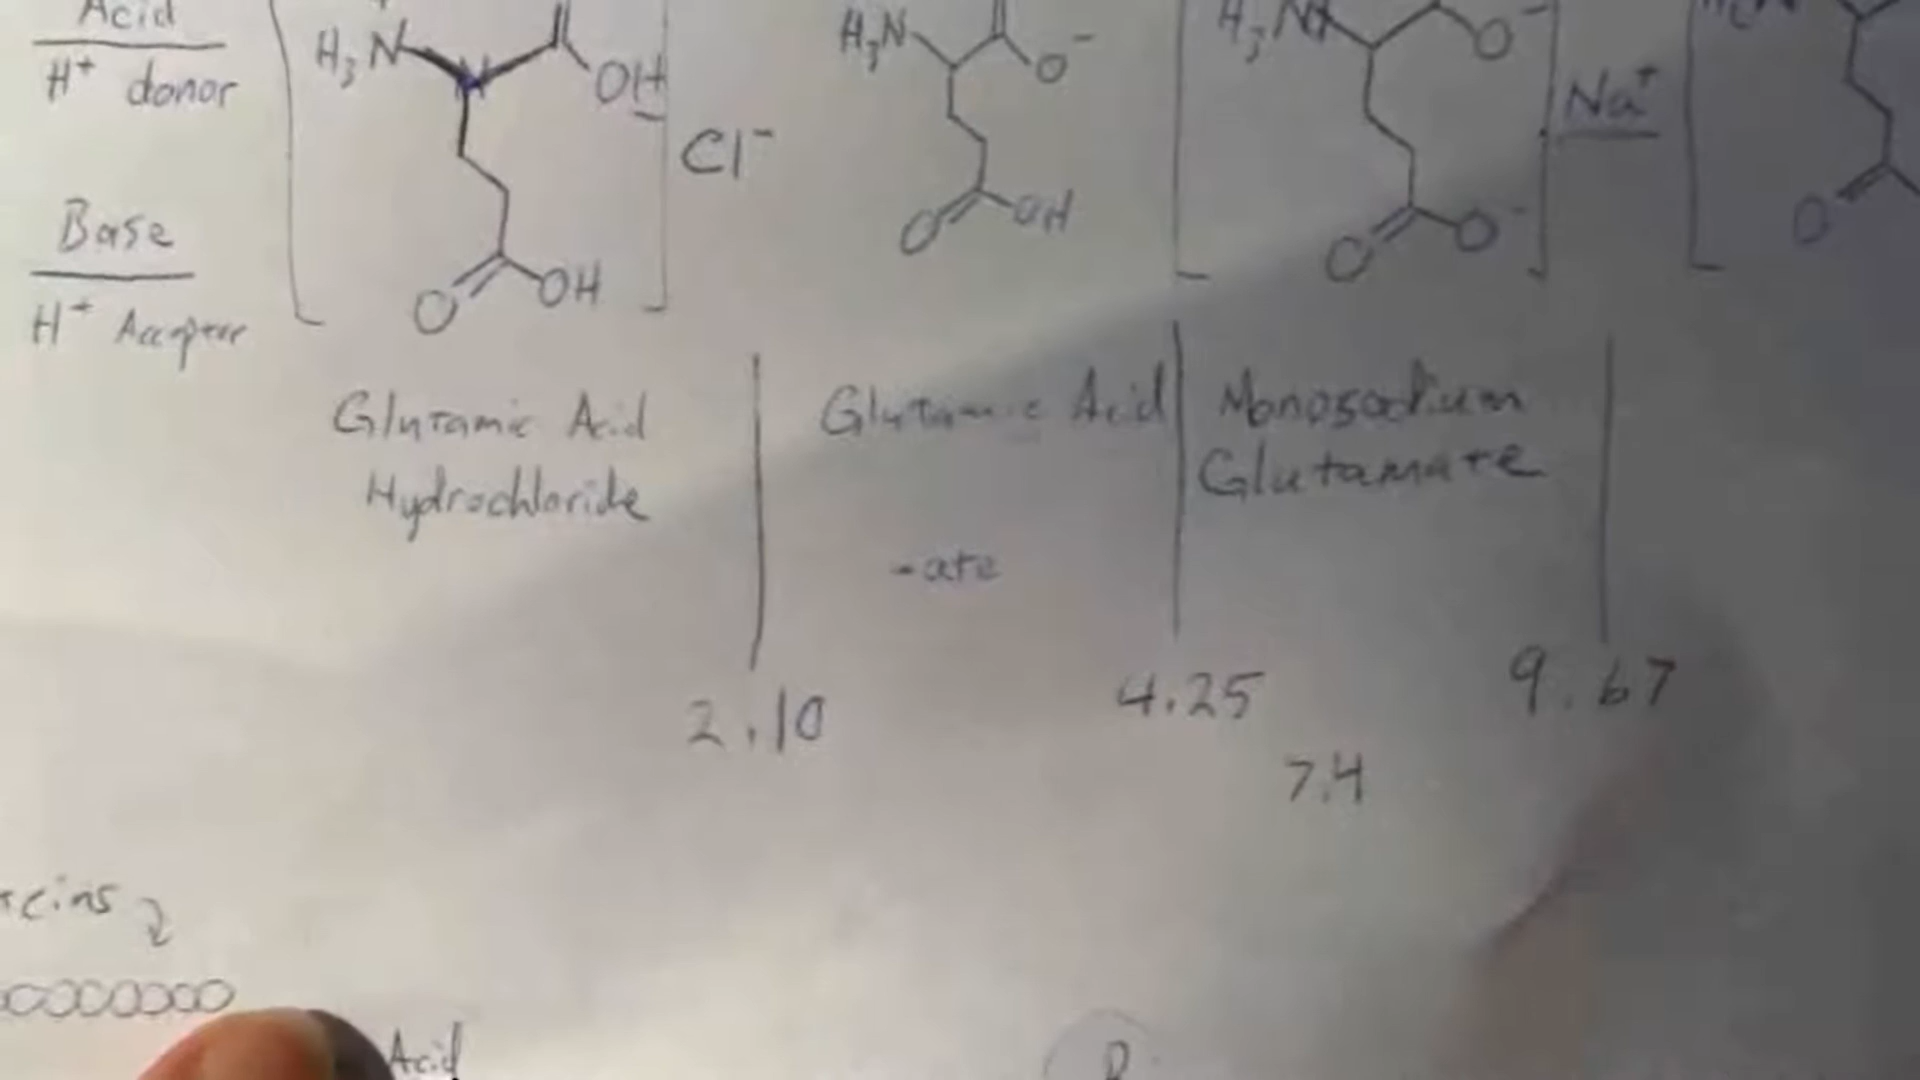 Acid
H+ donor
H3N
OH
O
OH
Cl-
H3N
O-
O
OH
H3N
O-
O
O-
Na+
O
Base
H+ Acceptor
Glutamic Acid
Hydrochloride
Glutamic Acid
-ate
Monosodium
Glutamate
2.10
4.25
9.67
7.4
Acid
R